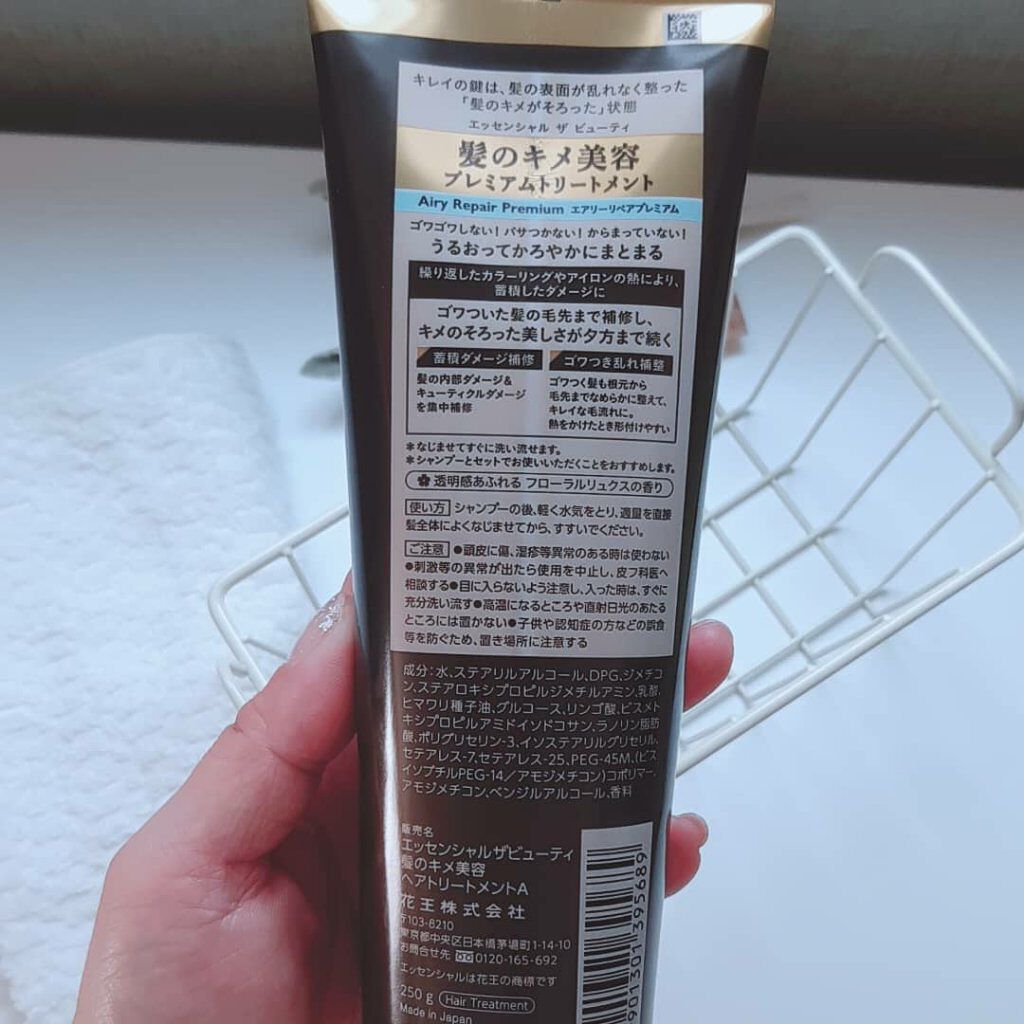 キレイの鍵は、髪の表面が乱れなく整った
「髪のキメがそろった」状態
エッセンシャル ザ ビューティ
髪のキメ美容
プレミアムトリートメント
Airy Repair Premium エアリーリペアプレミアム
ゴワゴワしない！パサつかない！からまっていない！
うるおってかろやかにまとまる
繰り返したカラーリングやアイロンの熱により、
蓄積したダメージに
ゴワついた髪の毛先まで補修し、
キメのそろった美しさが夕方まで続く
蓄積ダメージ補修
髪の内部ダメージ&
キューティクルダメージ
を集中補修
ゴワつき乱れ補整
ゴワつく髪も根元から
毛先までなめらかに整えて、
キレイな毛流れに。
熱をかけたとき形付けやすい
＊なじませてすぐに洗い流せます。
＊シャンプーとセットでお使いいただくことをおすすめします。
透明感あふれる フローラルリュクスの香り
使い方 シャンプーの後、軽く水気をとり、適量を直接
髪全体によくなじませてから、すすいでください。
ご注意 ●頭皮に傷、湿疹等異常のある時は使わない
●刺激等の異常が出たら使用を中止し、皮フ科医へ
相談する●目に入らないよう注意し、入った時は、すぐに
充分洗い流す●高温になるところや直射日光のあたる
ところには置かない●子供や認知症の方などの誤食
等を防ぐため、置き場所に注意する
成分：水、ステアリルアルコール、DPG、ジメチコ
ン、ステアロキシプロピルジメチルアミン、乳酸、
ヒマワリ種子油、グルコース、リンゴ酸、ビスメト
キシプロピルアミドイソドコサン、ラノリン脂肪
酸、ポリグリセリン-3、イソステアリルグリセリル、
セテアレス-7、セテアレス-25、PEG-45M、(ビス
イソブチルPEG-14／アモジメチコン)コポリマー、
アモジメチコン、ベンジルアルコール、香料
販売名
エッセンシャルザビューティ
髪のキメ美容
ヘアトリートメントA
花王株式会社
〒103-8210
東京都中央区日本橋茅場町1-14-10
お問合せ先 0120-165-692
エッセンシャルは花王の商標です
250 g Hair Treatment
Made in Japan
901301 395689